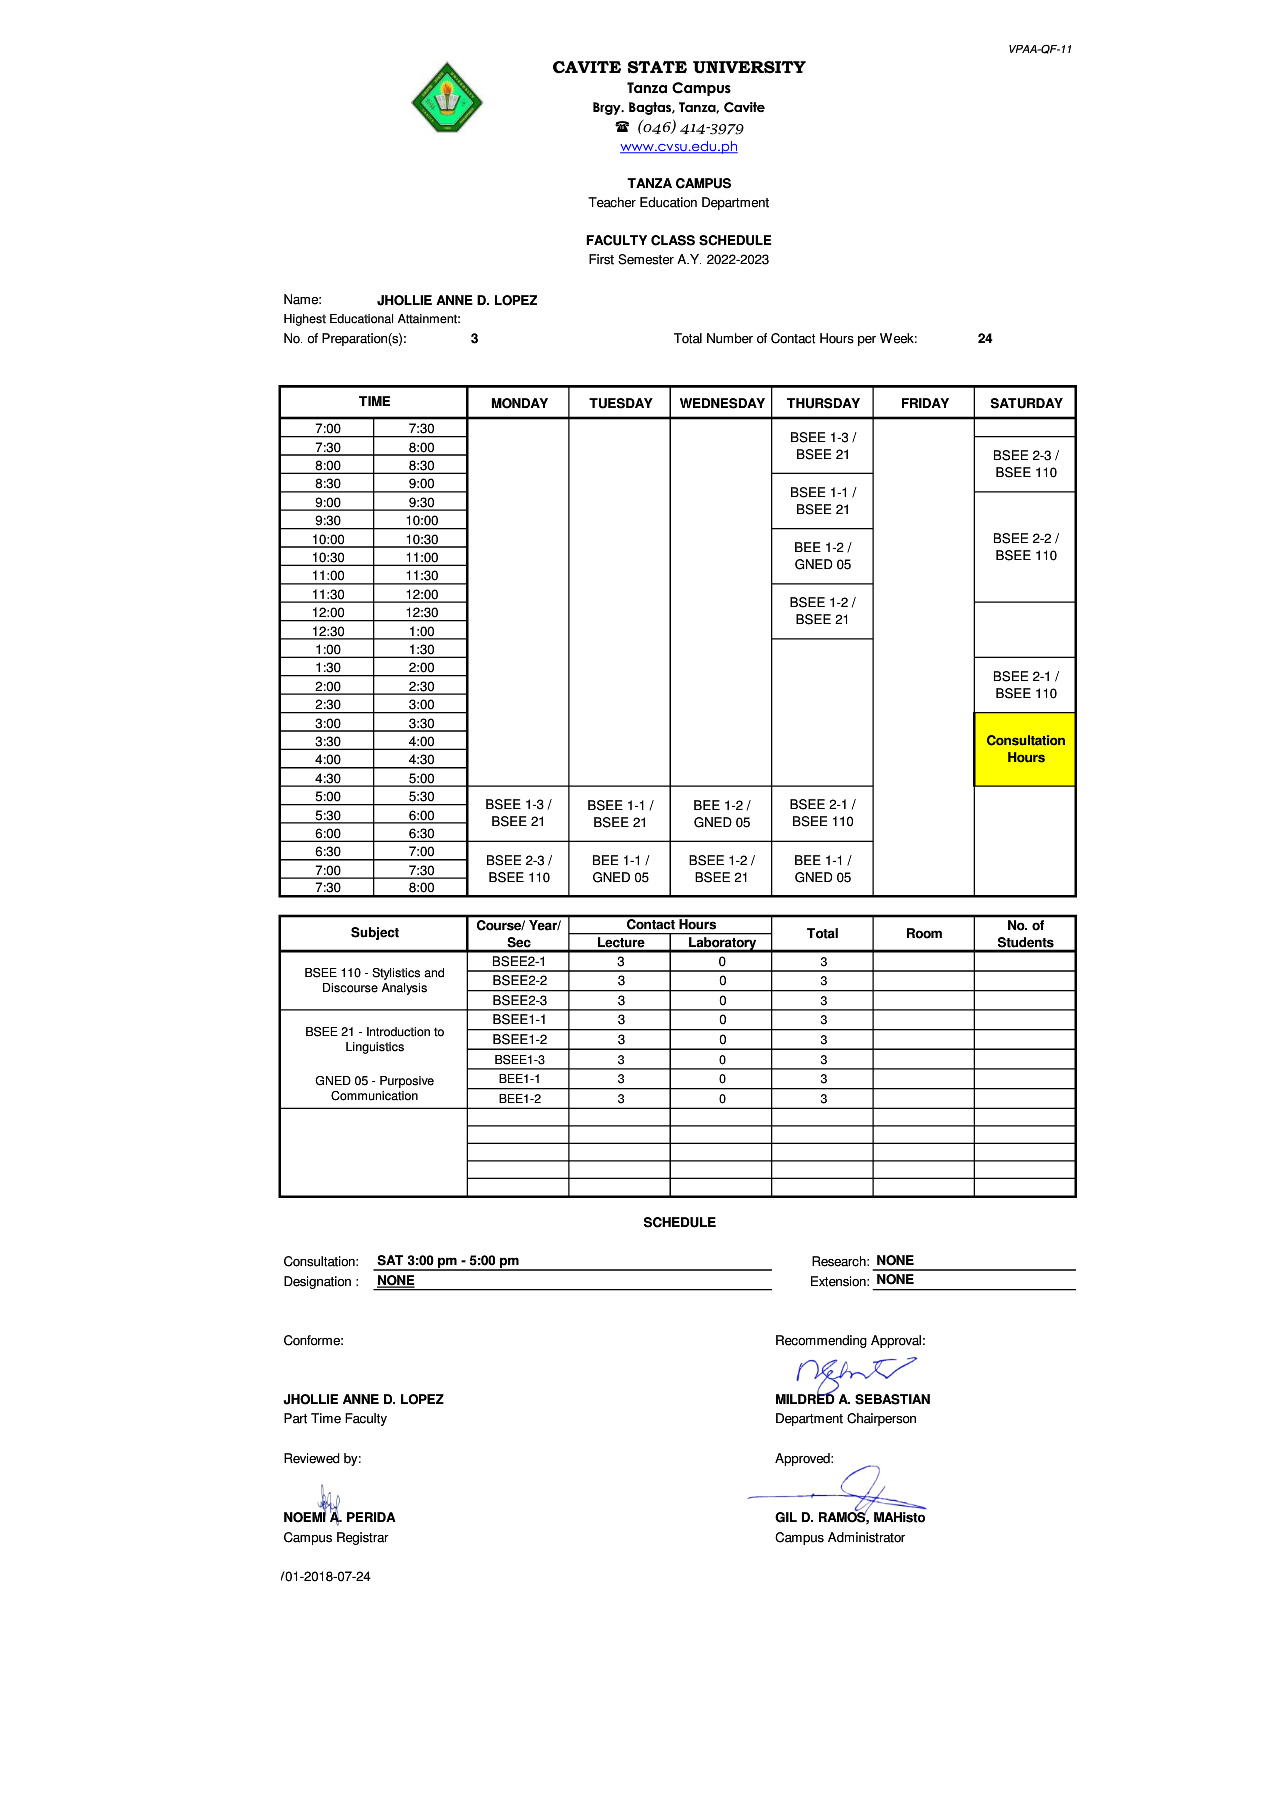 VPAA-QF-11
CAVITE STATE UNIVERSITY
Tanza Campus
Brgy. Bagtas, Tanza, Cavite
☎ (046) 414-3979
www.cvsu.edu.ph
TANZA CAMPUS
Teacher Education Department
FACULTY CLASS SCHEDULE
First Semester A.Y. 2022-2023
Name: JHOLLIE ANNE D. LOPEZ
Highest Educational Attainment:
No. of Preparation(s): 3 Total Number of Contact Hours per Week: 24
TIME MONDAY TUESDAY WEDNESDAY THURSDAY FRIDAY SATURDAY
7:00 7:30
7:30 8:00
8:00 8:30
8:30 9:00
9:00 9:30
9:30 10:00
10:00 10:30
10:30 11:00
11:00 11:30
11:30 12:00
12:00 12:30
12:30 1:00
1:00 1:30
1:30 2:00
2:00 2:30
2:30 3:00
3:00 3:30
3:30 4:00
4:00 4:30
4:30 5:00
5:00 5:30
5:30 6:00
6:00 6:30
6:30 7:00
7:00 7:30
7:30 8:00
BSEE 1-3 /
BSEE 21
BSEE 2-3 /
BSEE 110
BSEE 1-1 /
BSEE 21
BEE 1-1 /
GNED 05
BEE 1-2 /
GNED 05
BSEE 1-2 /
BSEE 21
BSEE 1-3 /
BSEE 21
BSEE 1-1 /
BSEE 21
BEE 1-2 /
GNED 05
BSEE 1-2 /
BSEE 21
BSEE 2-1 /
BSEE 110
BEE 1-1 /
GNED 05
BSEE 2-3 /
BSEE 110
BSEE 2-2 /
BSEE 110
BSEE 2-1 /
BSEE 110
Consultation
Hours
Subject Course/ Year/ Sec Contact Hours Total Room No. of Students
Lecture Laboratory
BSEE 110 - Stylistics and
Discourse Analysis
BSEE2-1 3 0 3
BSEE2-2 3 0 3
BSEE2-3 3 0 3
BSEE 21 - Introduction to
Linguistics
BSEE1-1 3 0 3
BSEE1-2 3 0 3
BSEE1-3 3 0 3
GNED 05 - Purposive
Communication
BEE1-1 3 0 3
BEE1-2 3 0 3
SCHEDULE
Consultation: SAT 3:00 pm - 5:00 pm Research: NONE
Designation : NONE Extension: NONE
Conforme: Recommending Approval:
JHOLLIE ANNE D. LOPEZ MILDRED A. SEBASTIAN
Part Time Faculty Department Chairperson
Reviewed by: Approved:
NOEMI A. PERIDA GIL D. RAMOS, MAHisto
Campus Registrar Campus Administrator
/01-2018-07-24